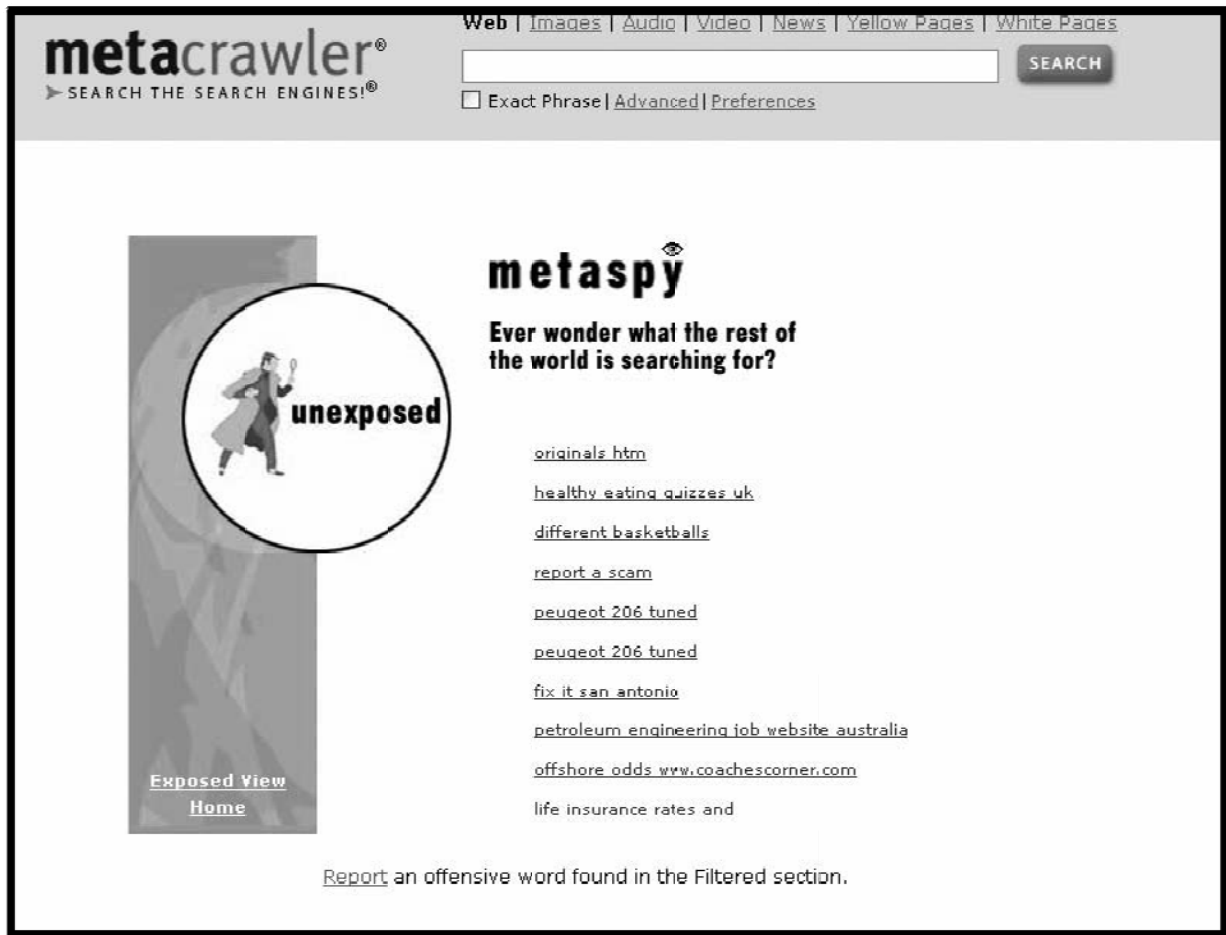 metacrawler®
SEARCH THE SEARCH ENGINES!®
Web | Images | Audio | Video | News | Yellow Pages | White Pages
SEARCH
Exact Phrase | Advanced | Preferences
unexposed
Exposed View
Home
metaspy
Ever wonder what the rest of
the world is searching for?
originals htm
healthy eating quizzes uk
different basketballs
report a scam
peugeot 206 tuned
peugeot 206 tuned
fix it san antonio
petroleum engineering job website australia
offshore odds www.coachescorner.com
life insurance rates and
Report an offensive word found in the Filtered section.